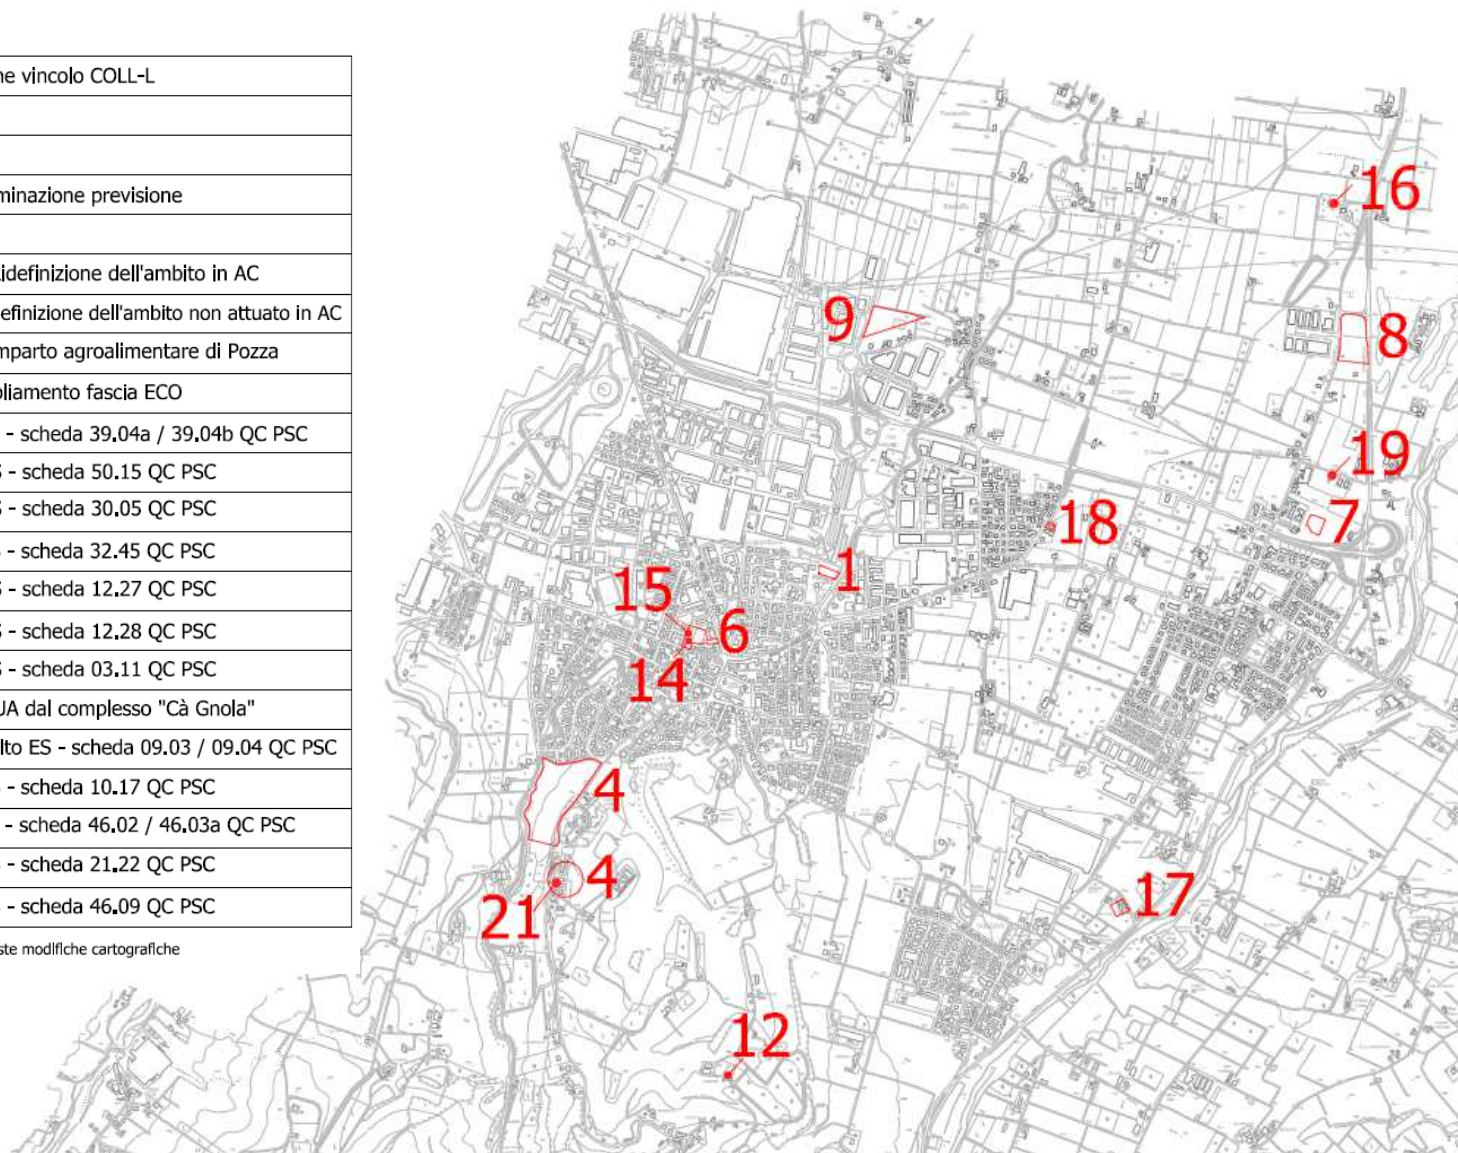 ne vincolo COLL-L
minazione previsione
idefinizione dell'ambito in AC
efinizione dell'ambito non attuato in AC
mparto agroalimentare di Pozza
liamento fascia ECO
- scheda 39.04a / 39.04b QC PSC
S - scheda 50.15 QC PSC
S - scheda 30.05 QC PSC
- scheda 32.45 QC PSC
S - scheda 12.27 QC PSC
S - scheda 12.28 QC PSC
S - scheda 03.11 QC PSC
UA dal complesso "Cà Gnola"
lto ES - scheda 09.03 / 09.04 QC PSC
- scheda 10.17 QC PSC
- scheda 46.02 / 46.03a QC PSC
- scheda 21.22 QC PSC
- scheda 46.09 QC PSC
ste modifiche cartografiche
16
9
8
19
7
18
1
15
6
14
4
4
21
17
12